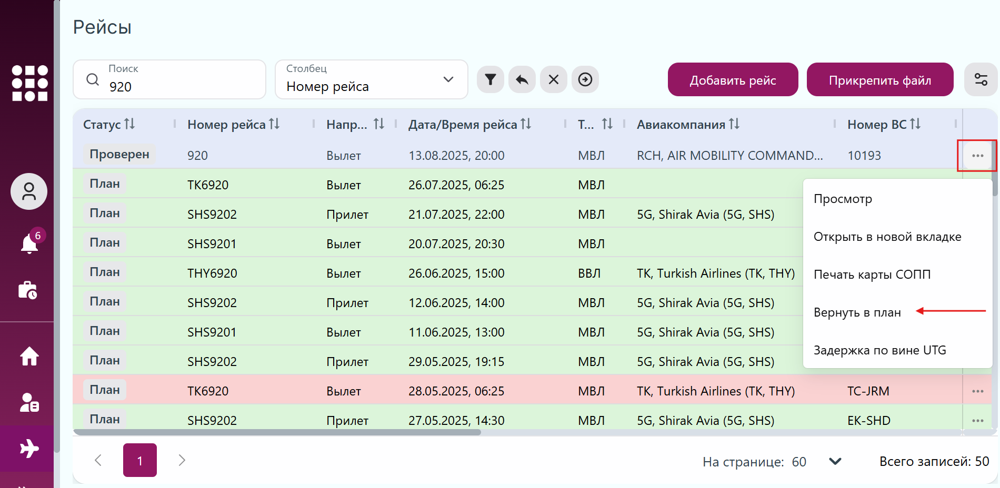 Рейсы
Поиск
920
Столбец
Номер рейса
Добавить рейс
Прикрепить файл
Статус Номер рейса Напр... Дата/Время рейса Т... Авиакомпания Номер ВС
Проверен 920 Вылет 13.08.2025, 20:00 МВЛ RCH, AIR MOBILITY COMMAND... 10193 ...
План ТК6920 Вылет 26.07.2025, 06:25 МВЛ
План SHS9202 Прилет 21.07.2025, 22:00 МВЛ 5G, Shirak Avia (5G, SHS)
План SHS9201 Вылет 20.07.2025, 20:30 МВЛ
План THY6920 Вылет 26.06.2025, 15:00 ВВЛ TK, Turkish Airlines (TK, THY)
План SHS9202 Прилет 12.06.2025, 14:00 МВЛ 5G, Shirak Avia (5G, SHS)
План SHS9201 Вылет 11.06.2025, 13:00 МВЛ 5G, Shirak Avia (5G, SHS)
План SHS9202 Прилет 29.05.2025, 19:15 МВЛ 5G, Shirak Avia (5G, SHS)
План ТК6920 Вылет 28.05.2025, 06:25 МВЛ TK, Turkish Airlines (TK, THY) TC-JRM ...
План SHS9202 Прилет 27.05.2025, 14:30 МВЛ 5G, Shirak Avia (5G, SHS) EK-SHD ...
Просмотр
Открыть в новой вкладке
Печать карты СОПП
Вернуть в план
Задержка по вине UTG
6
1
На странице: 60
Всего записей: 50